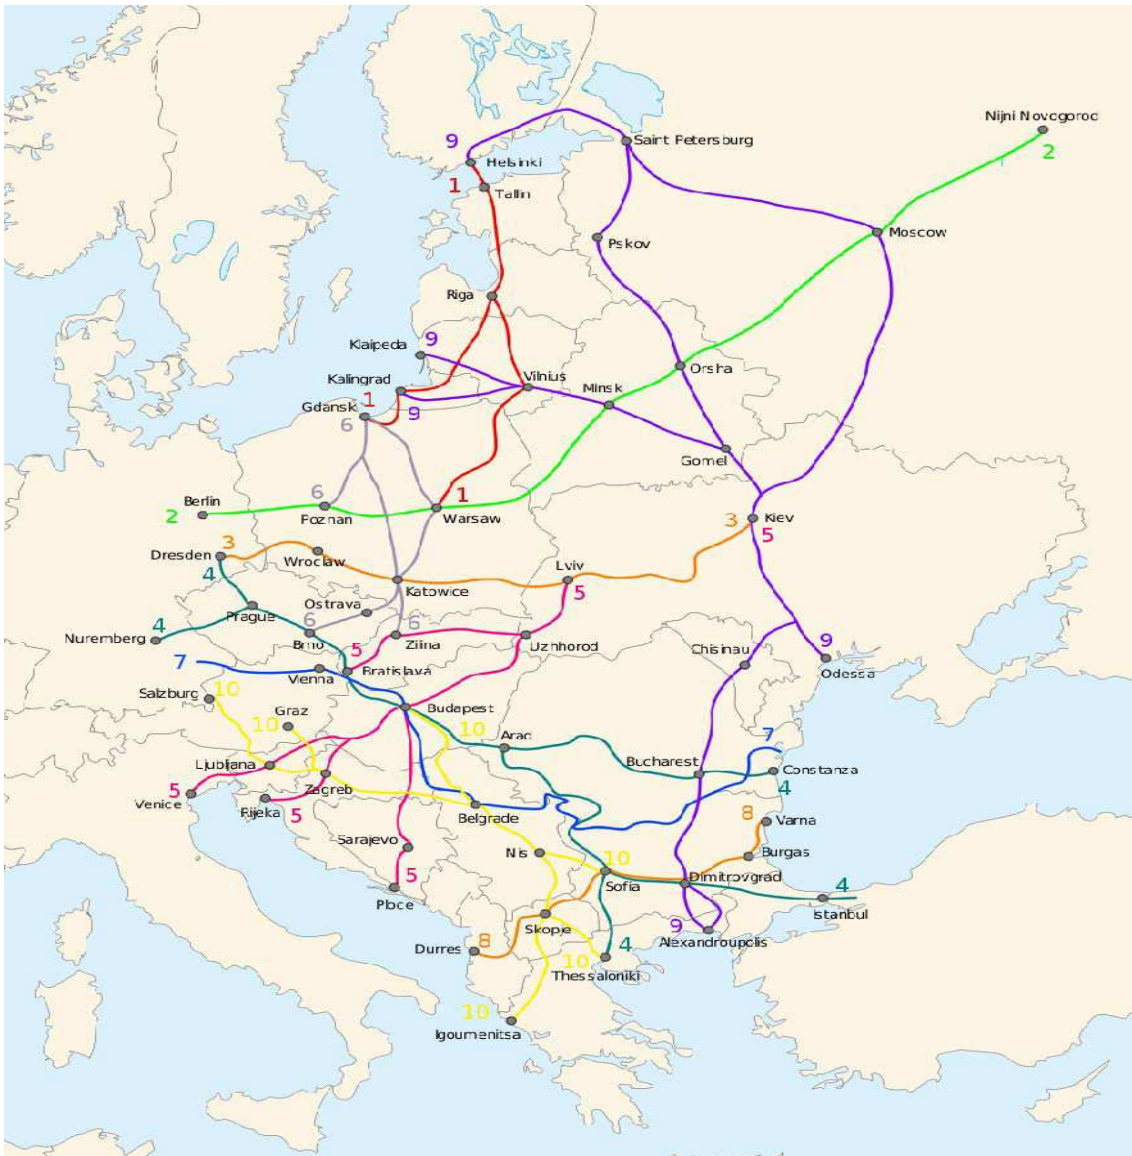 Nijni Novogorod
2
9
Saint Petersburg
Helsinki
1
Tallin
Moscow
Pskov
Riga
Klaipeda
9
Kalingrad
Vilnius
Minsk
Orsha
1
9
Gdansk
6
Gomel
6
1
Berlin
2
Poznan
Warsaw
3
Kiev
5
3
Dresden
Wroclaw
4
Katowice
Lviv
5
Ostrava
Prague
6
6
Nuremberg
4
Brno
Zilina
Uzhhorod
Chisinau
9
7
5
Bratislava
Odessa
Vienna
Salzburg
10
Graz
Budapest
10
10
Arad
7
Bucharest
Constanza
4
Ljubljana
5
Venice
Zagreb
Rijeka
5
Belgrade
8
Varna
Sarajevo
Nis
10
Burgas
5
Sofia
Dimitrovgrad
4
Istanbul
Ploce
Skopje
9
Alexandroupolis
Durres
8
4
10
Thessaloniki
10
Igoumenitsa